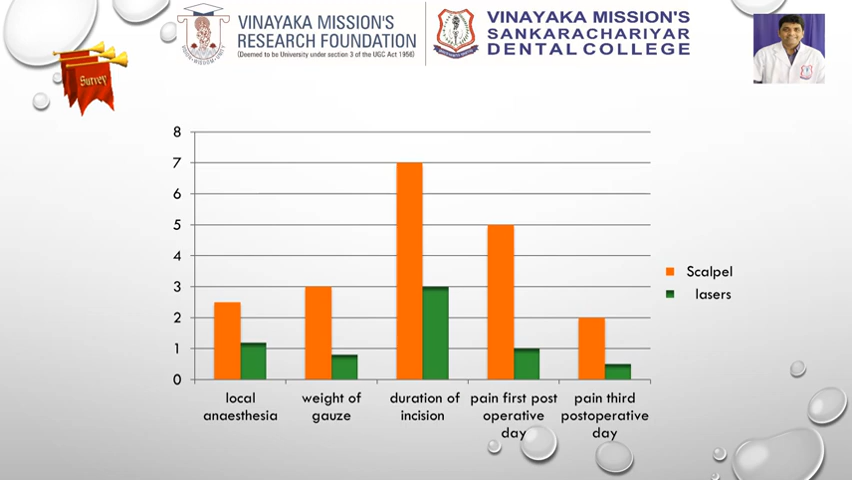 VINAYAKA MISSION'S
RESEARCH FOUNDATION
(Deemed to be University under section 3 of the UGC Act 1956)
VINAYAKA MISSION'S
SANKARACHARIYAR
DENTAL COLLEGE
Survey
8
7
6
5
4
3
2
1
0
local
anaesthesia
weight of
gauze
duration of
incision
pain first post
operative
day
pain third
postoperative
day
Scalpel
lasers